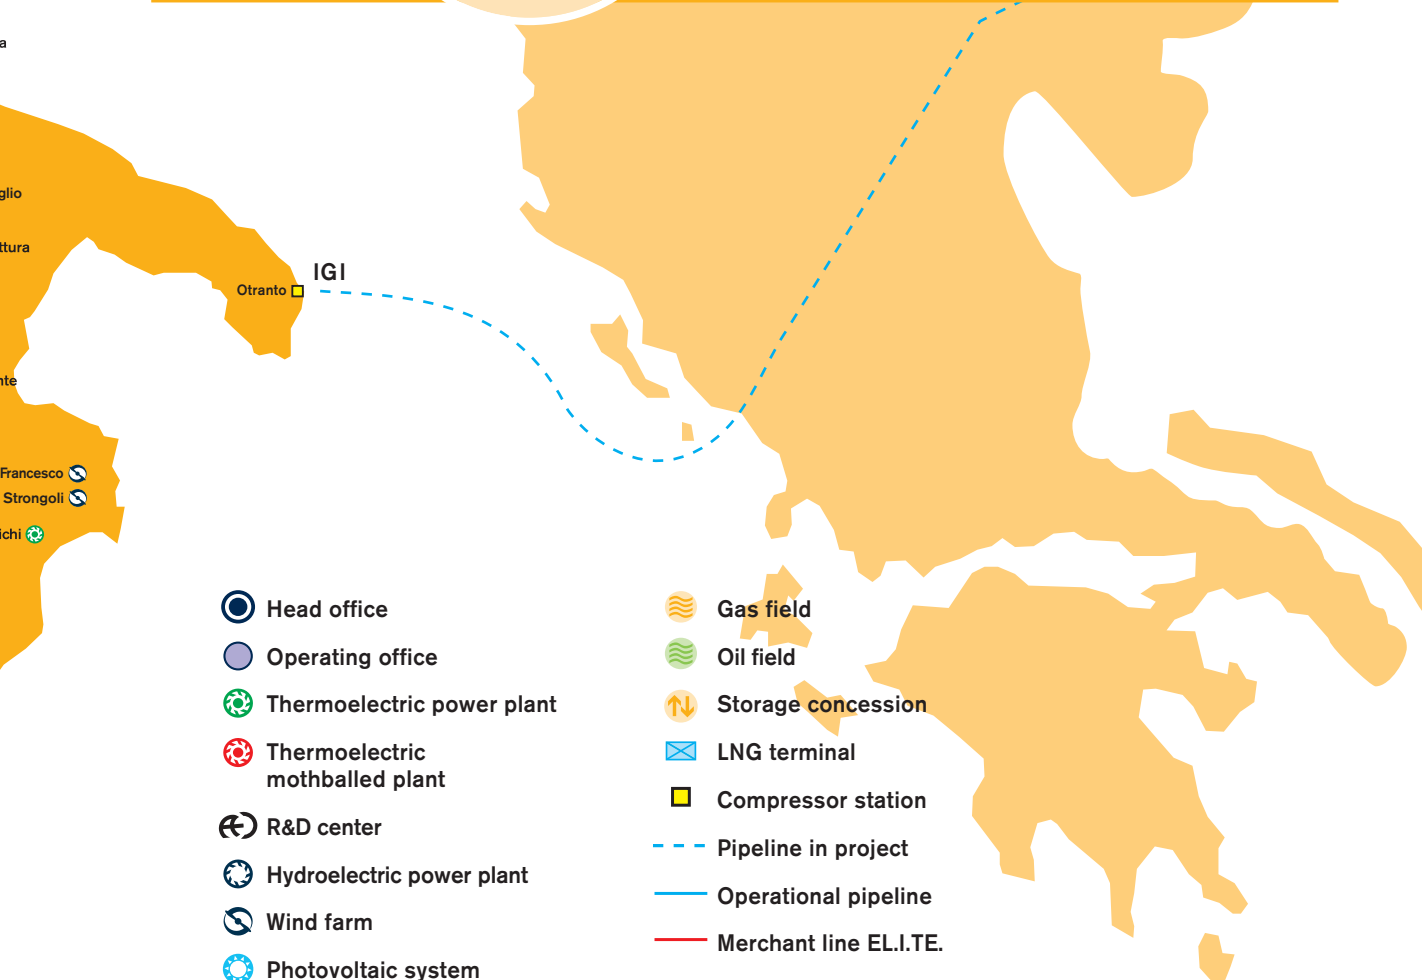 a
glio
ttura
IGI
Otranto
nte
Francesco
Strongoli
ichi
Head office
Operating office
Thermoelectric power plant
Thermoelectric
mothballed plant
R&D center
Hydroelectric power plant
Wind farm
Photovoltaic system
Gas field
Oil field
Storage concession
LNG terminal
Compressor station
Pipeline in project
Operational pipeline
Merchant line EL.I.TE.